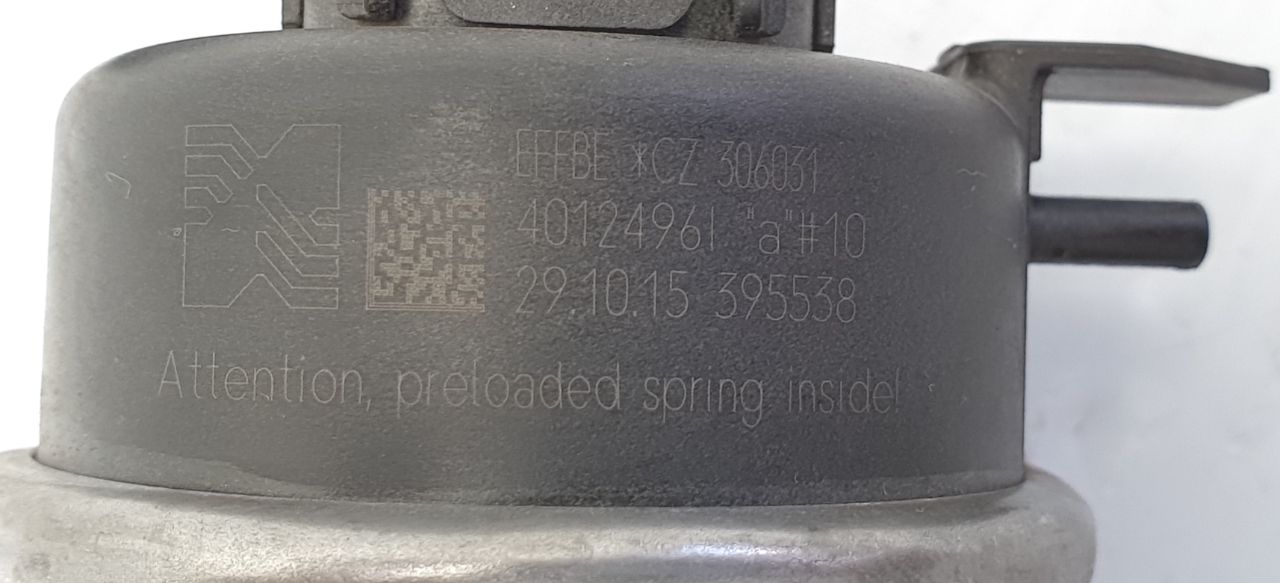 EFFBE *CZ 306031
40124961 "a"#10
29.10.15 395538
Attention, preloaded spring inside!